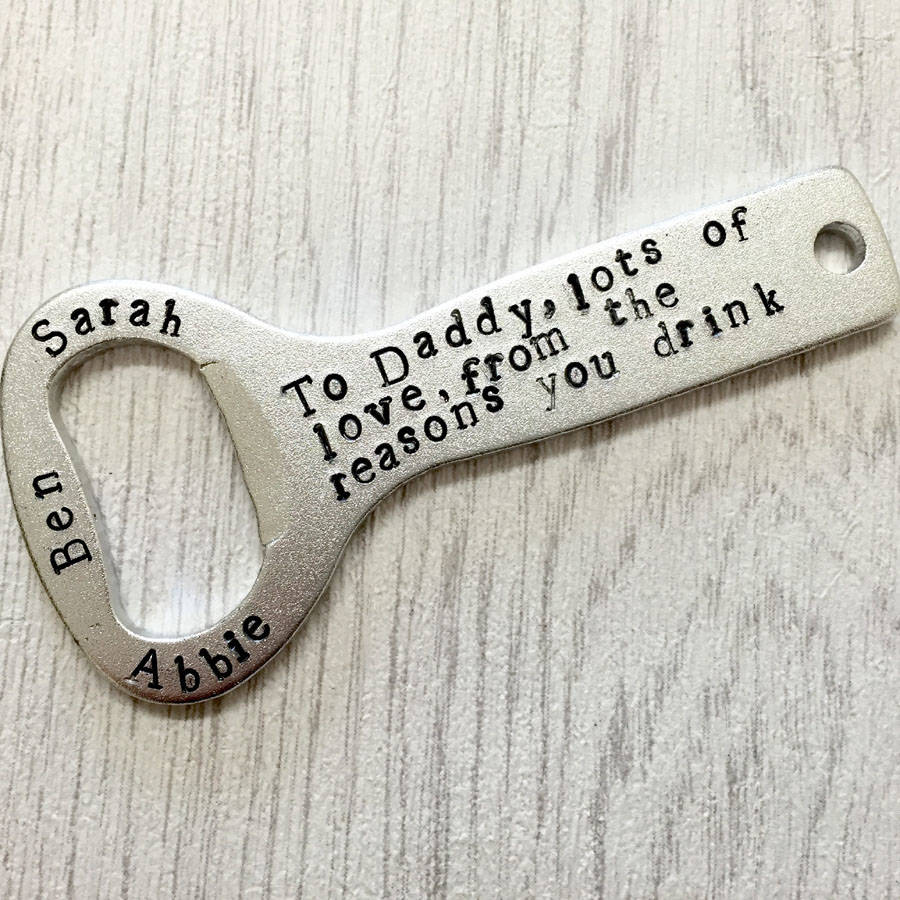 Sarah
Ben
Abbie
To Daddy, lots of
love, from the
reasons you drink